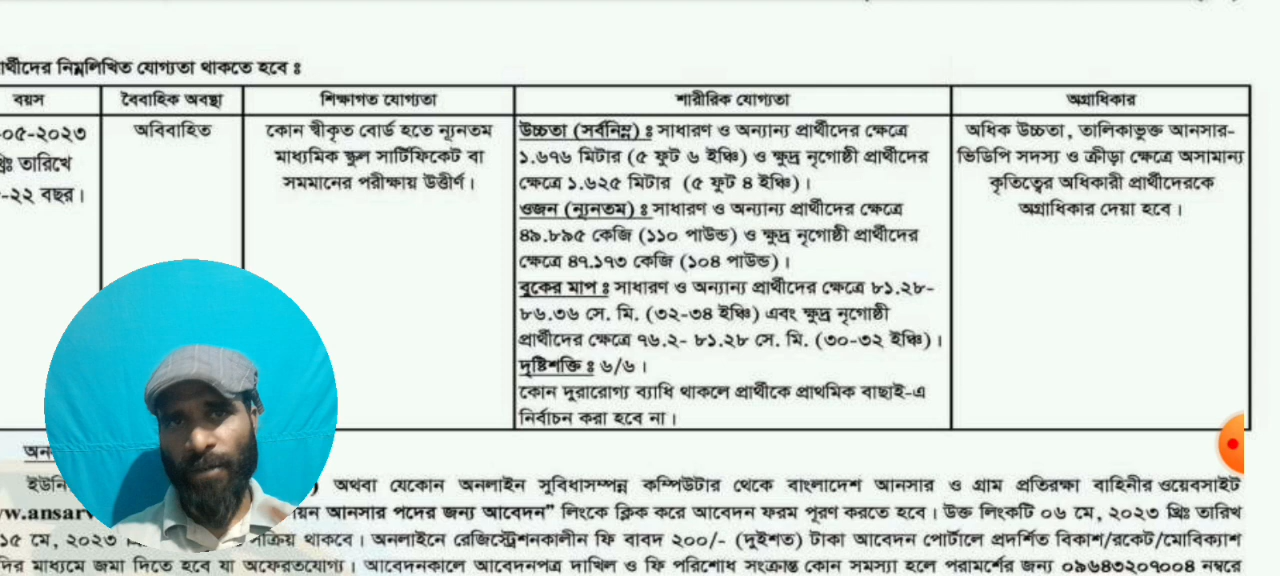 র্থীদের নিম্নলিখিত যোগ্যতা থাকতে হবে ঃ
বয়স
বৈবাহিক অবস্থা
শিক্ষাগত যোগ্যতা
শারীরিক যোগ্যতা
অগ্রাধিকার
-০৫-২০২৩
খ্রিঃ তারিখে
-২২ বছর।
অবিবাহিত
কোন স্বীকৃত বোর্ড হতে ন্যূনতম
মাধ্যমিক স্কুল সার্টিফিকেট বা
সমমানের পরীক্ষায় উত্তীর্ণ।
উচ্চতা (সর্বনিম্ন) ঃ সাধারণ ও অন্যান্য প্রার্থীদের ক্ষেত্রে
১.৬৭৬ মিটার (৫ ফুট ৬ ইঞ্চি) ও ক্ষুদ্র নৃগোষ্ঠী প্রার্থীদের
ক্ষেত্রে ১.৬২৫ মিটার (৫ ফুট ৪ ইঞ্চি)।
ওজন (ন্যূনতম) ঃ সাধারণ ও অন্যান্য প্রার্থীদের ক্ষেত্রে
৪৯.৮৯৫ কেজি (১১০ পাউন্ড) ও ক্ষুদ্র নৃগোষ্ঠী প্রার্থীদের
ক্ষেত্রে ৪৭.১৭৩ কেজি (১০৪ পাউন্ড)।
বুকের মাপ ঃ সাধারণ ও অন্যান্য প্রার্থীদের ক্ষেত্রে ৮১.২৮-
৮৬.৩৬ সে. মি. (৩২-৩৪ ইঞ্চি) এবং ক্ষুদ্র নৃগোষ্ঠী
প্রার্থীদের ক্ষেত্রে ৭৬.২- ৮১.২৮ সে. মি. (৩০-৩২ ইঞ্চি)।
দৃষ্টিশক্তি ঃ ৬/৬।
কোন দুরারোগ্য ব্যাধি থাকলে প্রার্থীকে প্রাথমিক বাছাই-এ
নির্বাচন করা হবে না।
অধিক উচ্চতা, তালিকাভুক্ত আনসার-
ভিডিপি সদস্য ও ক্রীড়া ক্ষেত্রে অসামান্য
কৃতিত্বের অধিকারী প্রার্থীদেরকে
অগ্রাধিকার দেয়া হবে।
অন
ইউনি ) অথবা যেকোন অনলাইন সুবিধাসম্পন্ন কম্পিউটার থেকে বাংলাদেশ আনসার ও গ্রাম প্রতিরক্ষা বাহিনীর ওয়েবসাইট
w.ansarv য়ন আনসার পদের জন্য আবেদন” লিংকে ক্লিক করে আবেদন ফরম পূরণ করতে হবে। উক্ত লিংকটি ০৬ মে, ২০২৩ খ্রিঃ তারিখ
১৫ মে, ২০২৩ সক্রিয় থাকবে। অনলাইনে রেজিস্ট্রেশনকালীন ফি বাবদ ২০০/- (দুইশত) টাকা আবেদন পোর্টালে প্রদর্শিত বিকাশ/রকেট/মোবিক্যাশ
দির মাধ্যমে জমা দিতে হবে যা অফেরতযোগ্য। আবেদনকালে আবেদনপত্র দাখিল ও ফি পরিশোধ সংক্রান্ত কোন সমস্যা হলে পরামর্শের জন্য ০৯৬৪৩২০৭০০৪ নম্বরে